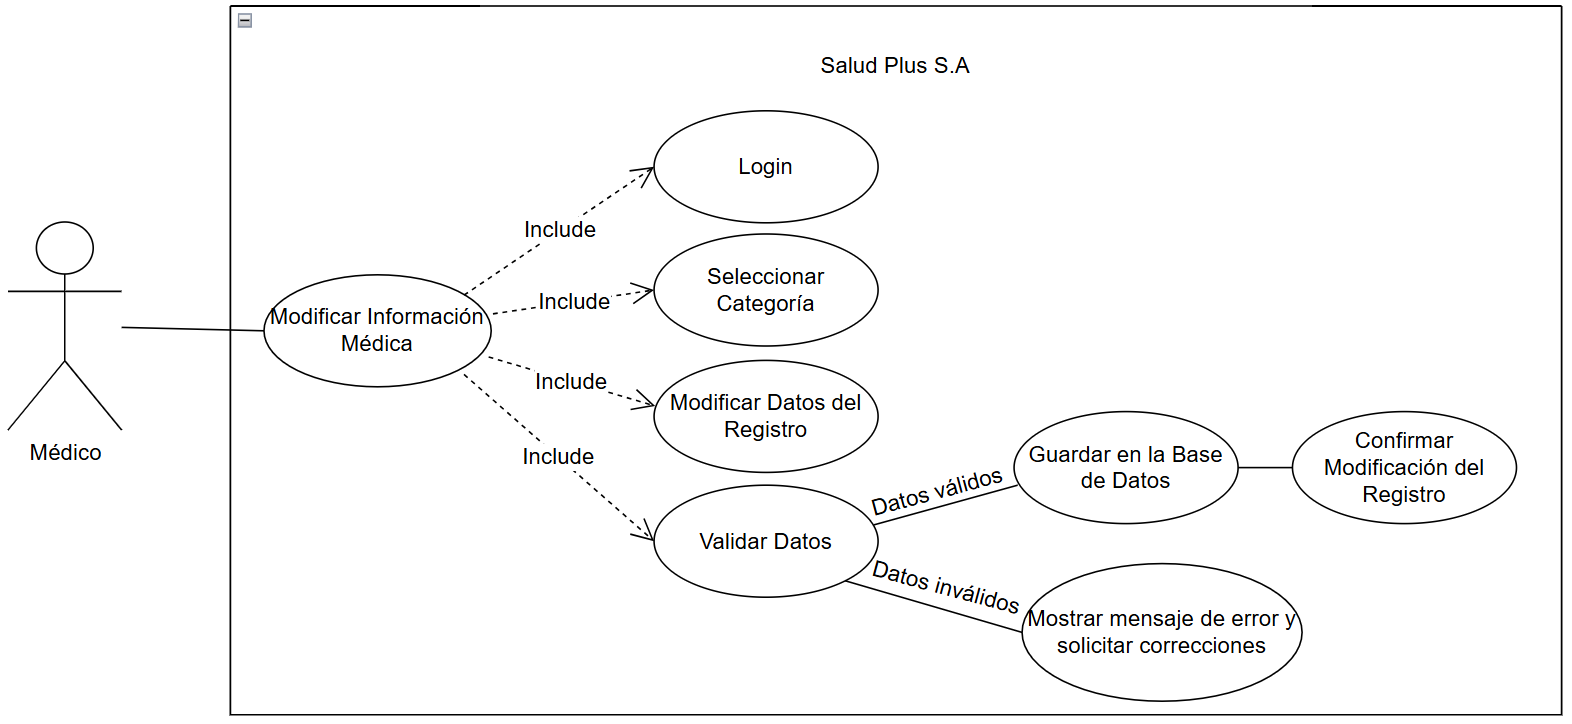 Salud Plus S.A
Login
Include
Seleccionar
Categoría
Include
Modificar Información
Médica
Include
Modificar Datos del
Registro
Include
Médico
Validar Datos
Datos válidos
Guardar en la Base
de Datos
Confirmar
Modificación del
Registro
Datos inválidos
Mostrar mensaje de error y
solicitar correcciones